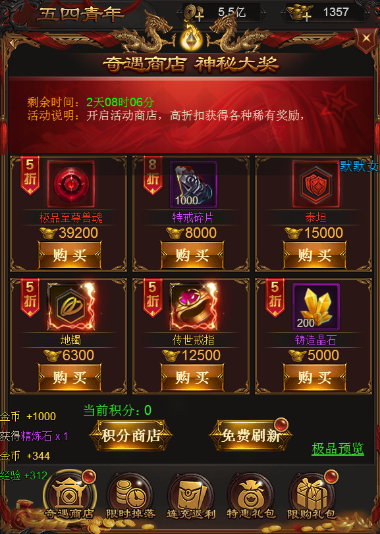 五四青年
5.5亿
1357
奇遇商店 神秘大奖
剩余时间：2天08时06分
活动说明：开启活动商店，高折扣获得各种稀有奖励，
5折
8折
1000
默默女
极品至尊兽魂
特戒碎片
泰坦
39200
8000
15000
购买
购买
购买
5折
5折
5折
200
地镯
传世戒指
铸造晶石
6300
12500
5000
购买
购买
购买
当前积分：0
金币 +1000
积分商店
免费刷新
获得精炼石 x 1
极品预览
金币 +344
经验 +312
奇遇商店
限时掉落
连充返利
特惠礼包
限购礼包